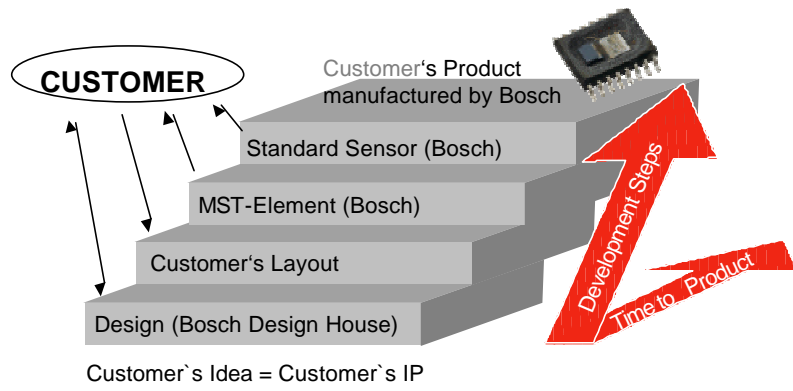 CUSTOMER
Customer‘s Product
manufactured by Bosch
Standard Sensor (Bosch)
MST-Element (Bosch)
Customer‘s Layout
Design (Bosch Design House)
Customer`s Idea = Customer`s IP
Development Steps
Time to Product